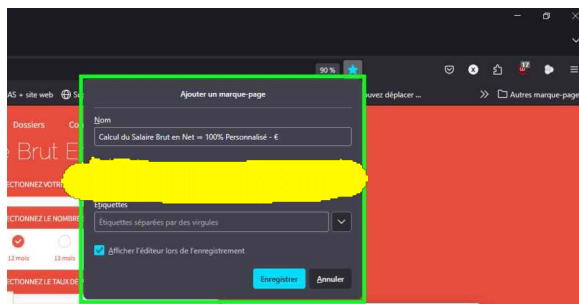 90 %
17
AS + site web
ouvez déplacer ...
Autres marque-page
Ajouter un marque-page
Dossiers
Nom
Calcul du Salaire Brut en Net ⇒ 100% Personnalisé - €
Brut E
ECTIONNEZ VOTR
Étiquettes
Étiquettes séparées par des virgules
ECTIONNEZ LE NOMBRE
Afficher l'éditeur lors de l'enregistrement
12 mois
13 mois
Enregistrer
Annuler
ECTIONNEZ LE TAUX DE